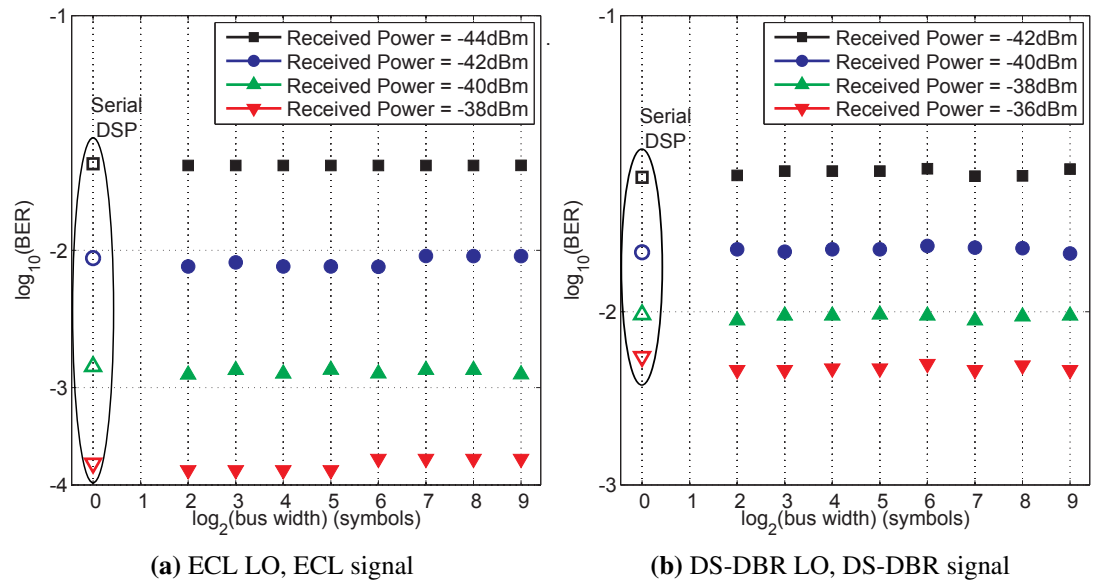 -1
-2
-3
-4
log10(BER)
Serial
DSP
Received Power = -44dBm
Received Power = -42dBm
Received Power = -40dBm
Received Power = -38dBm
.
0 1 2 3 4 5 6 7 8 9
log2(bus width) (symbols)
(a) ECL LO, ECL signal
-1
-2
-3
log10(BER)
Serial
DSP
Received Power = -42dBm
Received Power = -40dBm
Received Power = -38dBm
Received Power = -36dBm
0 1 2 3 4 5 6 7 8 9
log2(bus width) (symbols)
(b) DS-DBR LO, DS-DBR signal